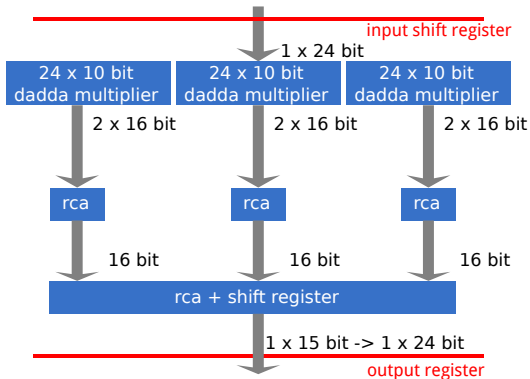 input shift register
1 x 24 bit
24 x 10 bit
dadda multiplier
24 x 10 bit
dadda multiplier
24 x 10 bit
dadda multiplier
2 x 16 bit
2 x 16 bit
2 x 16 bit
rca
rca
rca
16 bit
16 bit
16 bit
rca + shift register
1 x 15 bit -> 1 x 24 bit
output register